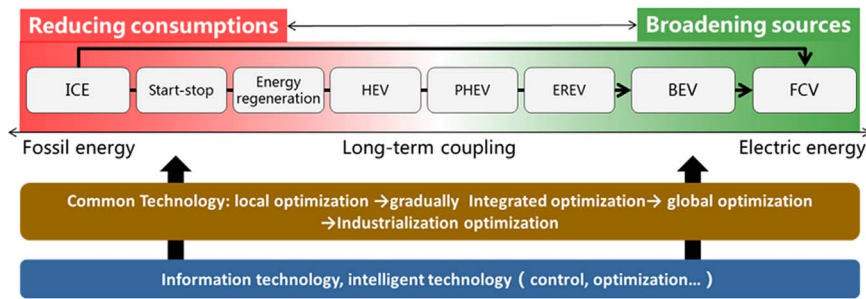 Reducing consumptions
Broadening sources
ICE
Start-stop
Energy
regeneration
HEV
PHEV
EREV
BEV
FCV
Fossil energy
Long-term coupling
Electric energy
Common Technology: local optimization →gradually Integrated optimization→ global optimization
→Industrialization optimization
Information technology, intelligent technology ( control, optimization… )